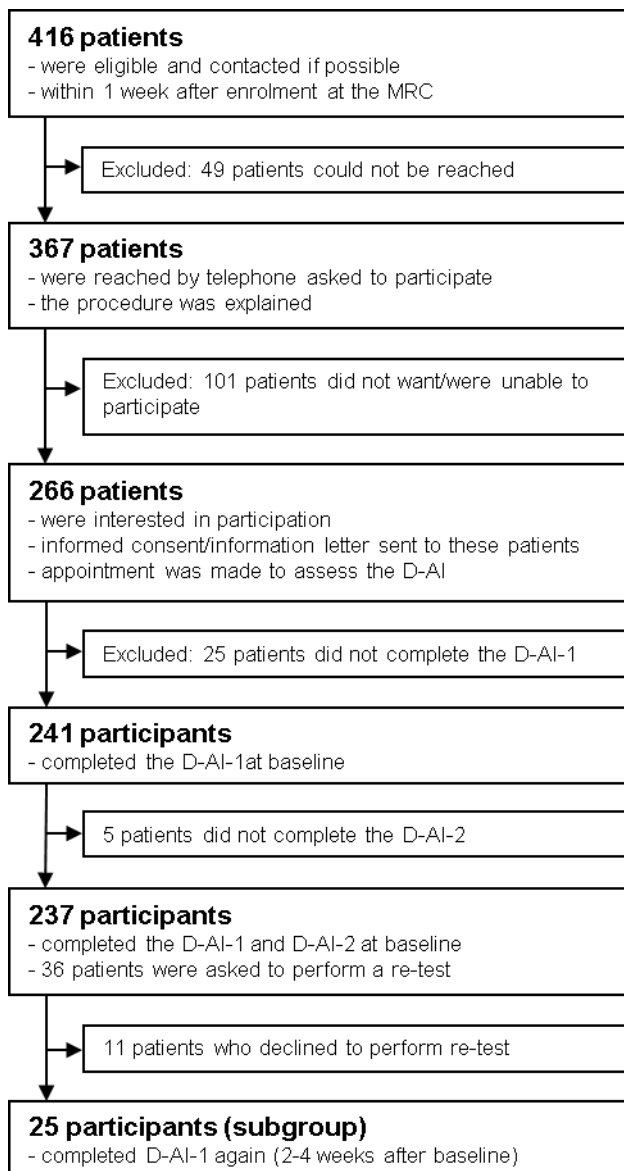 416 patients
- were eligible and contacted if possible
- within 1 week after enrolment at the MRC
Excluded: 49 patients could not be reached
367 patients
- were reached by telephone asked to participate
- the procedure was explained
Excluded: 101 patients did not want/were unable to
participate
266 patients
- were interested in participation
- informed consent/information letter sent to these patients
- appointment was made to assess the D-AI
Excluded: 25 patients did not complete the D-AI-1
241 participants
- completed the D-AI-1at baseline
5 patients did not complete the D-AI-2
237 participants
- completed the D-AI-1 and D-AI-2 at baseline
- 36 patients were asked to perform a re-test
11 patients who declined to perform re-test
25 participants (subgroup)
- completed D-AI-1 again (2-4 weeks after baseline)